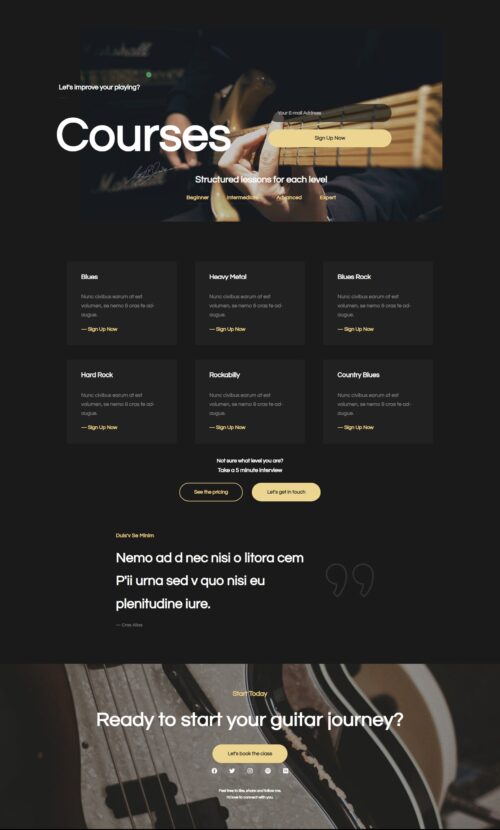 Let's improve your playing?
Courses
Your E-mail Address
Sign Up Now
Structured lessons for each level
Beginner Intermediate Advanced Expert
Blues
Nunc civibus earum at est
volumen, se nemo & cras te ad-
augue.
— Sign Up Now
Heavy Metal
Nunc civibus earum at est
volumen, se nemo & cras te ad-
augue.
— Sign Up Now
Blues Rock
Nunc civibus earum at est
volumen, se nemo & cras te ad-
augue.
— Sign Up Now
Hard Rock
Nunc civibus earum at est
volumen, se nemo & cras te ad-
augue.
— Sign Up Now
Rockabilly
Nunc civibus earum at est
volumen, se nemo & cras te ad-
augue.
— Sign Up Now
Country Blues
Nunc civibus earum at est
volumen, se nemo & cras te ad-
augue.
— Sign Up Now
Not sure what level you are?
Take a 5 minute interview
See the pricing
Let's get in touch
Duis'v Se Minim
Nemo ad d nec nisi o litora cem
P'ii urna sed v quo nisi eu
plenitudine iure.
— Cras Alias
Start Today
Ready to start your guitar journey?
Let's book the class
Feel free to like, share and follow me.
I'd love to connect with you.